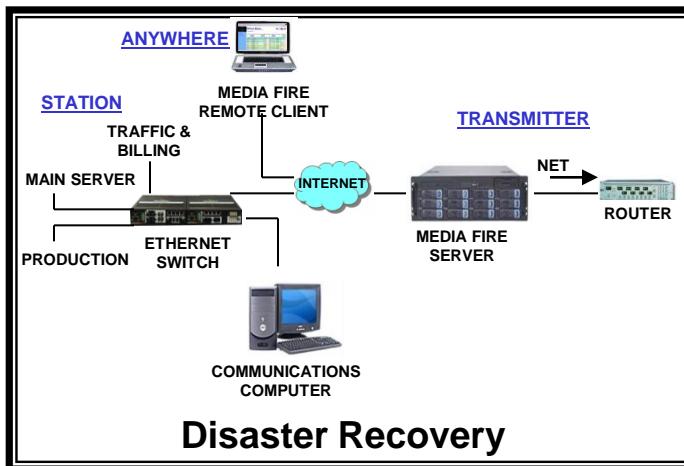 ANYWHERE
MEDIA FIRE
REMOTE CLIENT
STATION
TRAFFIC &
BILLING
MAIN SERVER
PRODUCTION
ETHERNET
SWITCH
COMMUNICATIONS
COMPUTER
INTERNET
TRANSMITTER
MEDIA FIRE
SERVER
NET
ROUTER
Disaster Recovery